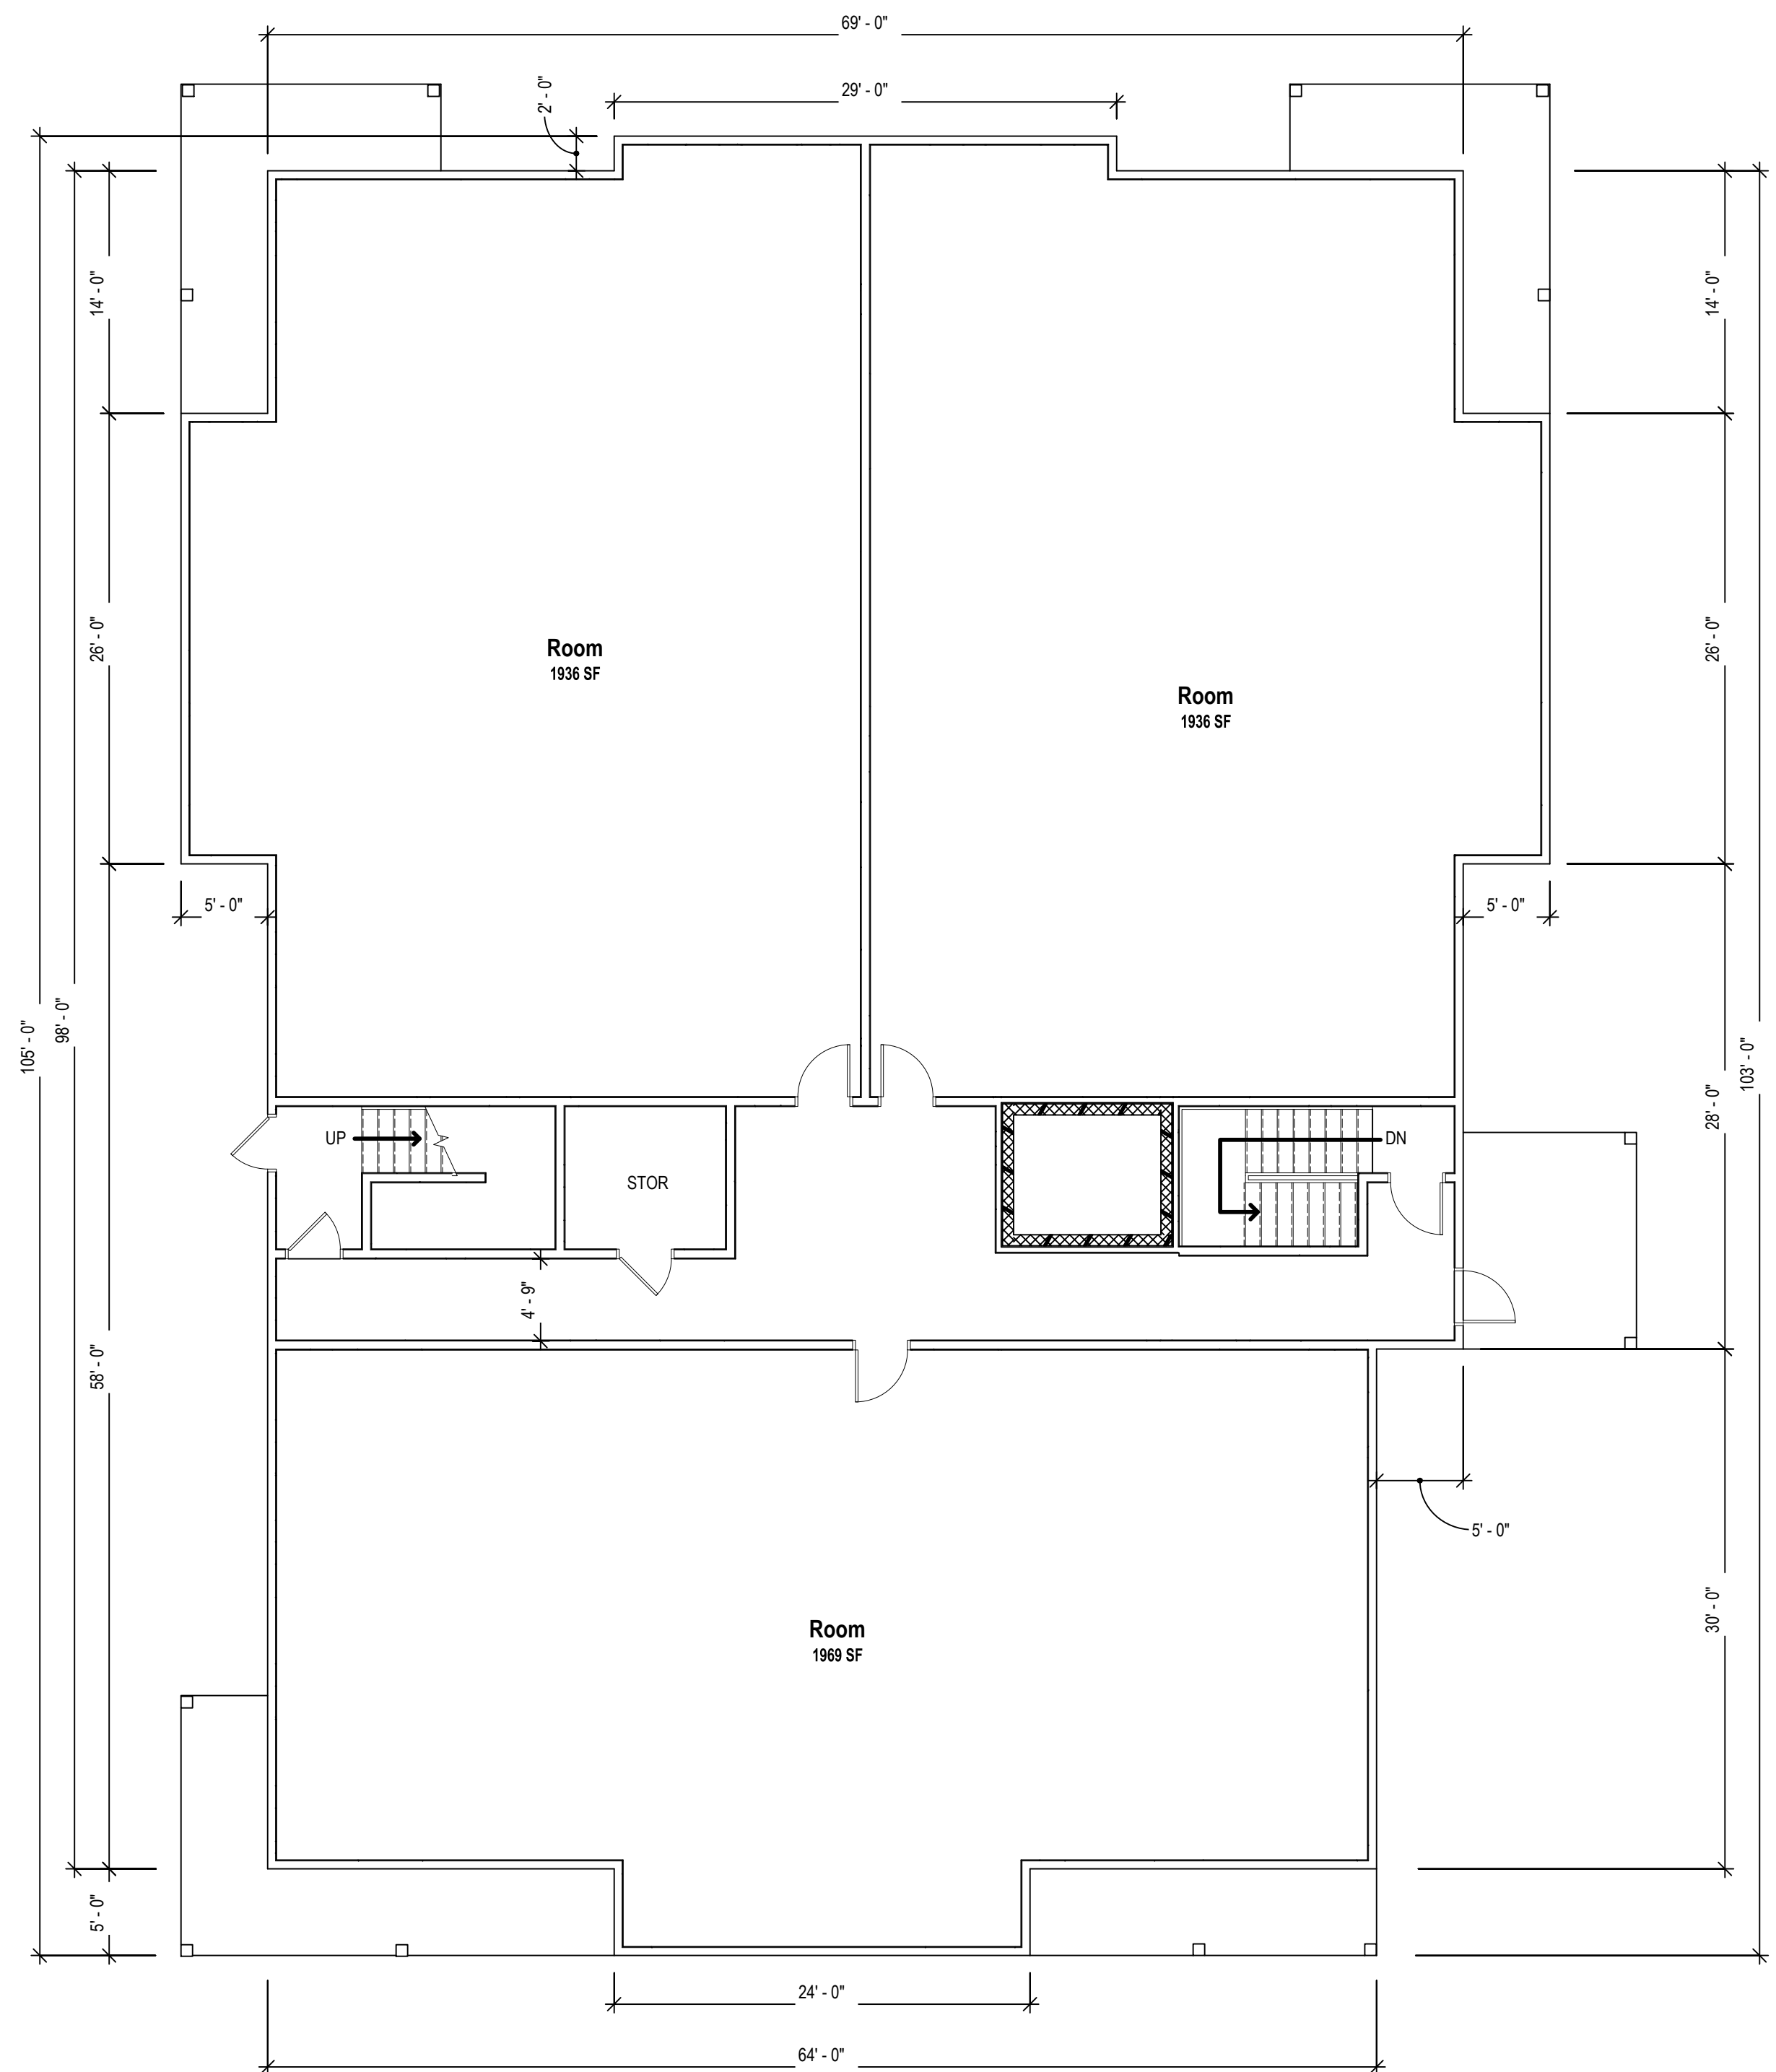 69' - 0"
29' - 0"
2' - 0"
14' - 0"
14' - 0"
26' - 0"
26' - 0"
Room
1936 SF
Room
1936 SF
5' - 0"
5' - 0"
98' - 0"
105' - 0"
103' - 0"
28' - 0"
UP
DN
STOR
4' - 9"
58' - 0"
5' - 0"
Room
1969 SF
30' - 0"
5' - 0"
24' - 0"
64' - 0"